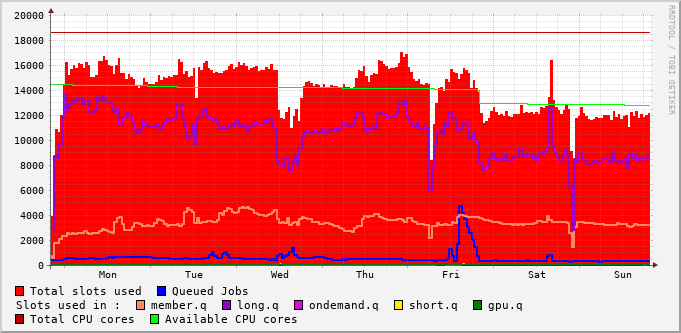 20000
18000
16000
14000
12000
10000
8000
6000
4000
2000
0
Mon Tue Wed Thu Fri Sat Sun
RRDTOOL / TOBI OETIKER
Total slots used Queued Jobs
Slots used in : member.q long.q ondemand.q short.q gpu.q
Total CPU cores Available CPU cores